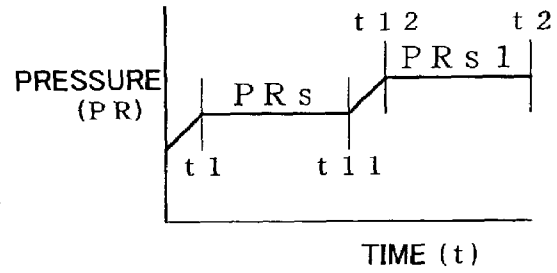 t12 t2
PRESSURE PRs PRs1
(PR)
t1 t11
TIME (t)